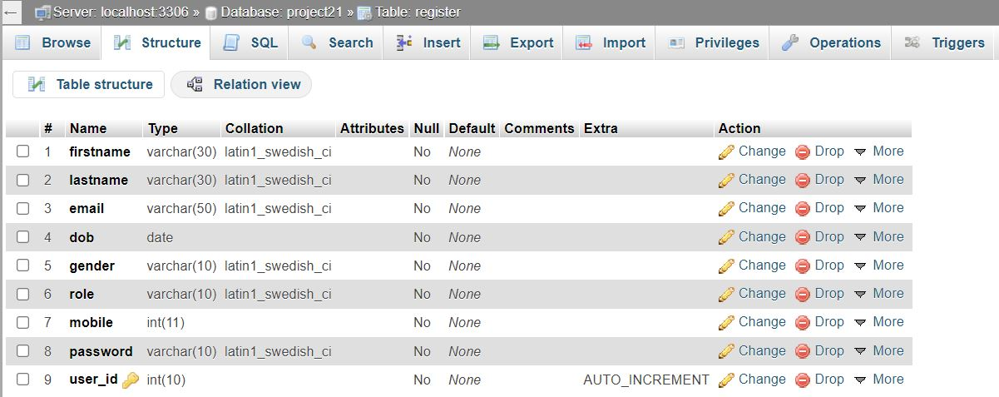 Server: localhost:3306 » Database: project21 » Table: register
Browse Structure SQL Search Insert Export Import Privileges Operations Triggers
Table structure Relation view
# Name Type Collation Attributes Null Default Comments Extra Action
1 firstname varchar(30) latin1_swedish_ci No None Change Drop More
2 lastname varchar(30) latin1_swedish_ci No None Change Drop More
3 email varchar(50) latin1_swedish_ci No None Change Drop More
4 dob date No None Change Drop More
5 gender varchar(10) latin1_swedish_ci No None Change Drop More
6 role varchar(10) latin1_swedish_ci No None Change Drop More
7 mobile int(11) No None Change Drop More
8 password varchar(10) latin1_swedish_ci No None Change Drop More
9 user_id int(10) No None AUTO_INCREMENT Change Drop More